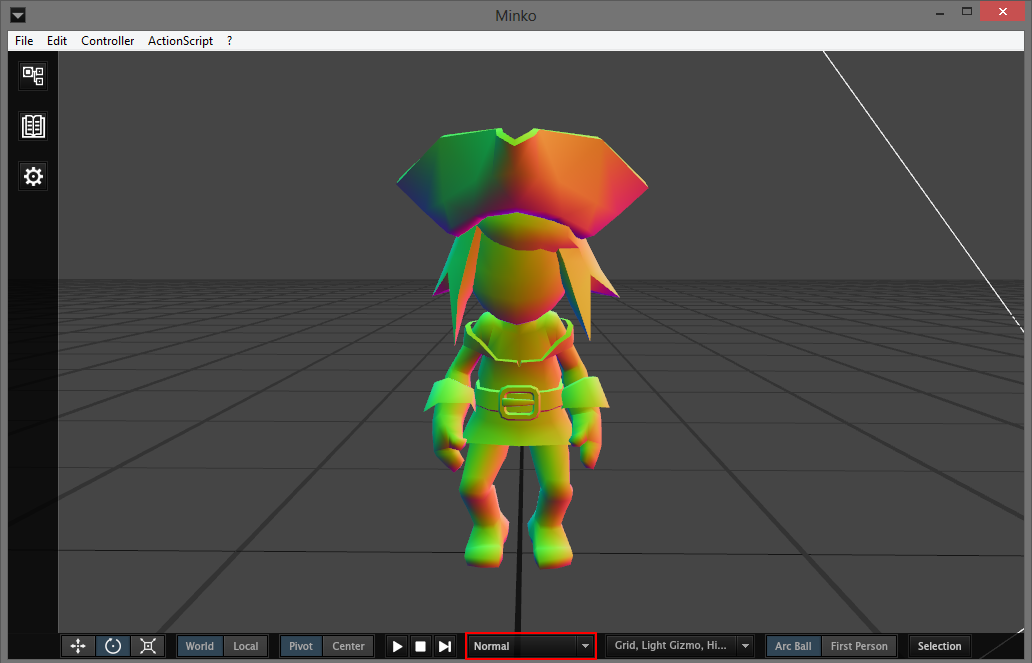 Minko
File Edit Controller ActionScript ?
World Local Pivot Center Normal Grid, Light Gizmo, Hi... Arc Ball First Person Selection